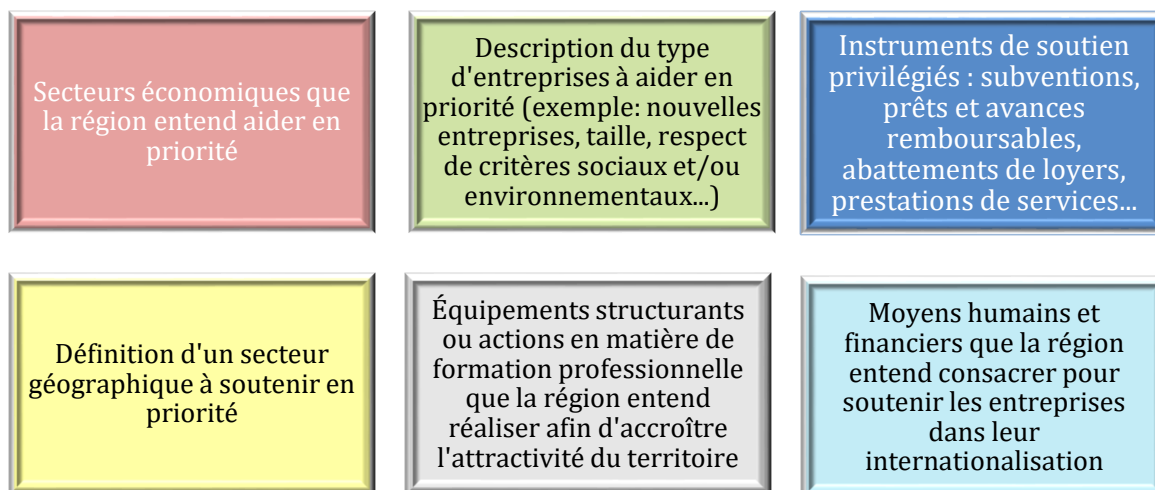 Secteurs économiques que
la région entend aider en
priorité
Description du type
d'entreprises à aider en
priorité (exemple: nouvelles
entreprises, taille, respect
de critères sociaux et/ou
environnementaux...)
Instruments de soutien
privilégiés : subventions,
prêts et avances
remboursables,
abattements de loyers,
prestations de services...
Définition d'un secteur
géographique à soutenir en
priorité
Équipements structurants
ou actions en matière de
formation professionnelle
que la région entend
réaliser afin d'accroître
l'attractivité du territoire
Moyens humains et
financiers que la région
entend consacrer pour
soutenir les entreprises
dans leur
internationalisation